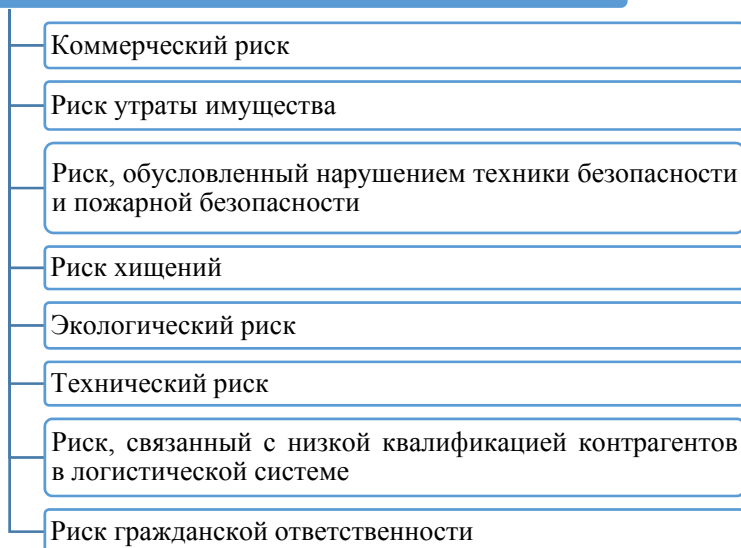 Коммерческий риск
Риск утраты имущества
Риск, обусловленный нарушением техники безопасности
и пожарной безопасности
Риск хищений
Экологический риск
Технический риск
Риск, связанный с низкой квалификацией контрагентов
в логистической системе
Риск гражданской ответственности